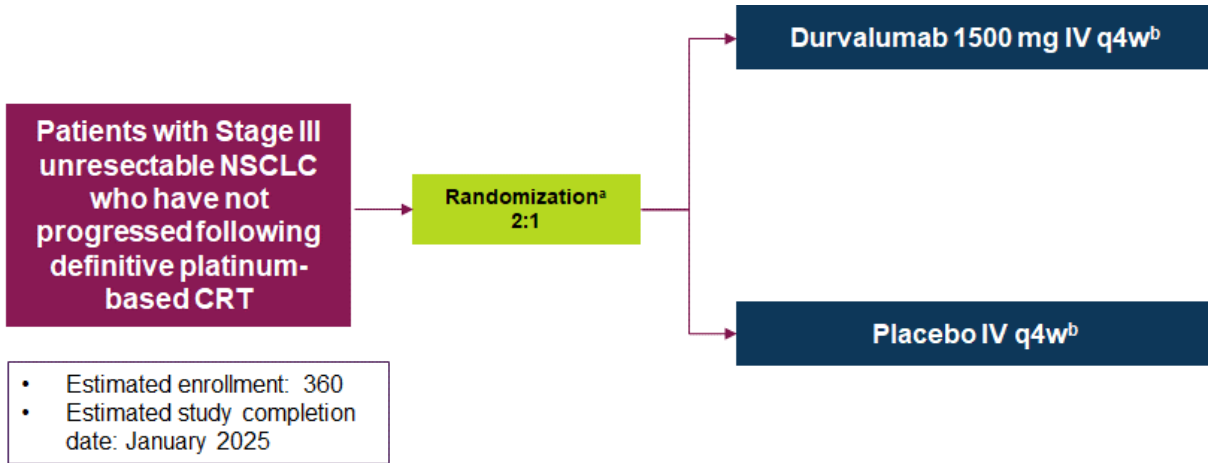 Patients with Stage III
unresectable NSCLC
who have not
progressed following
definitive platinum-
based CRT
Randomizationᵃ
2:1
Durvalumab 1500 mg IV q4wᵇ
Placebo IV q4wᵇ
• Estimated enrollment: 360
• Estimated study completion
date: January 2025